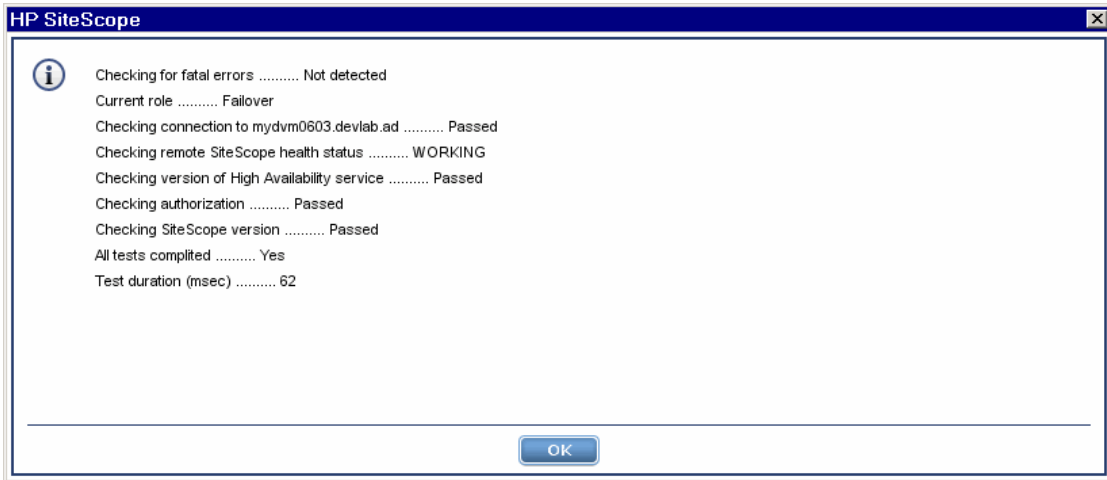 HP SiteScope
Checking for fatal errors .......... Not detected
Current role .......... Failover
Checking connection to mydvm0603.devlab.ad .......... Passed
Checking remote SiteScope health status .......... WORKING
Checking version of High Availability service .......... Passed
Checking authorization .......... Passed
Checking SiteScope version .......... Passed
All tests complited .......... Yes
Test duration (msec) .......... 62
OK